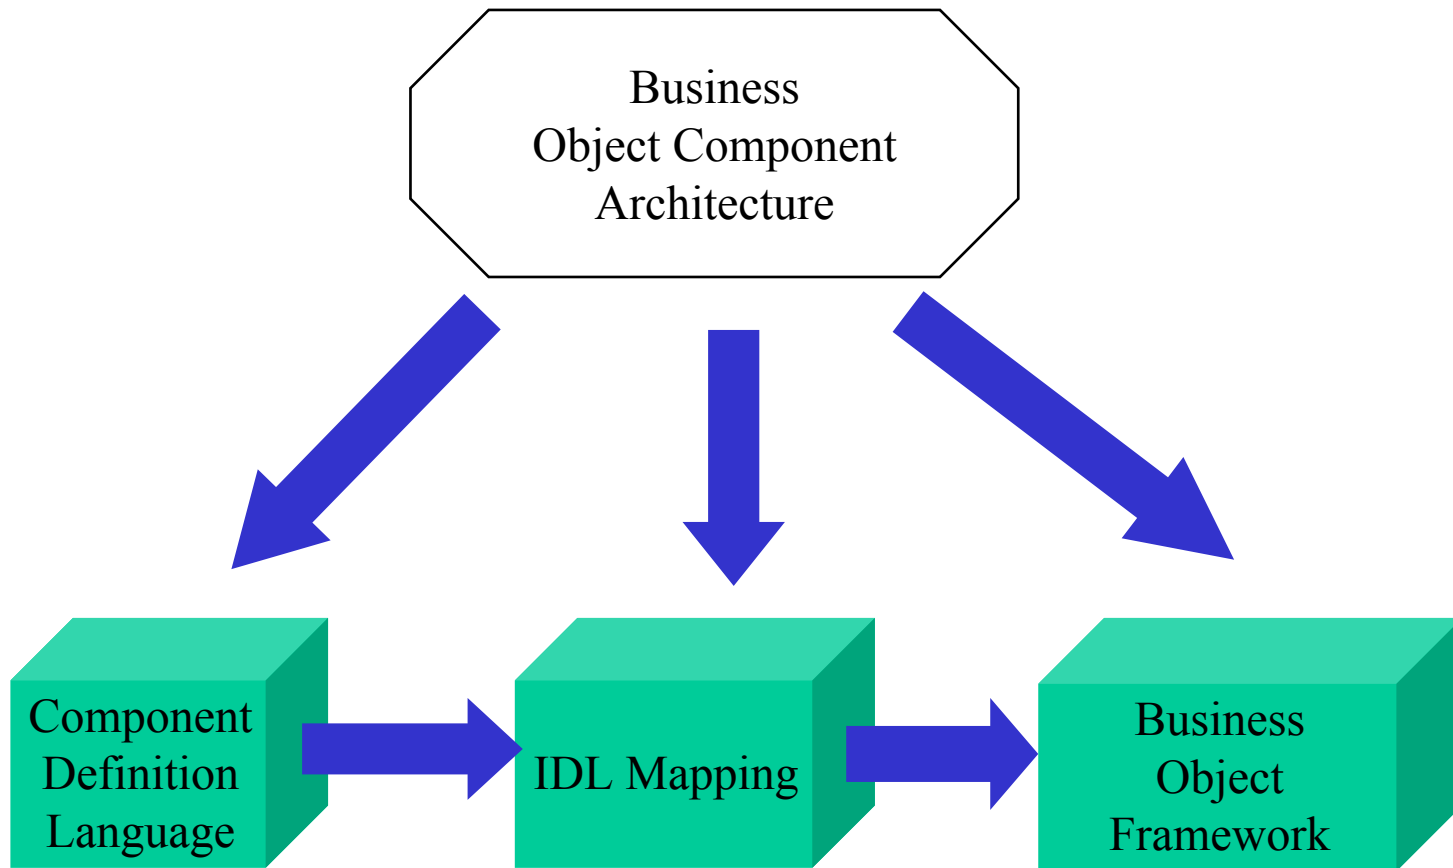 Business
Object Component
Architecture
Component
Definition
Language
IDL Mapping
Business
Object
Framework